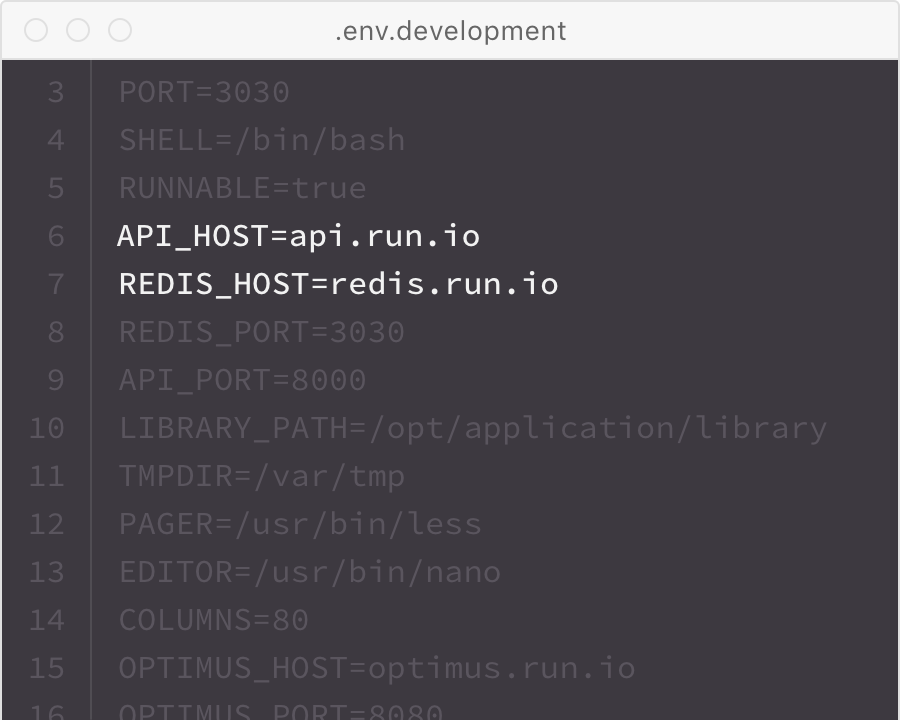 .env.development
3 PORT=3030
4 SHELL=/bin/bash
5 RUNNABLE=true
6 API_HOST=api.run.io
7 REDIS_HOST=redis.run.io
8 REDIS_PORT=3030
9 API_PORT=8000
10 LIBRARY_PATH=/opt/application/library
11 TMPDIR=/var/tmp
12 PAGER=/usr/bin/less
13 EDITOR=/usr/bin/nano
14 COLUMNS=80
15 OPTIMUS_HOST=optimus.run.io
16 OPTIMUS_PORT=8080